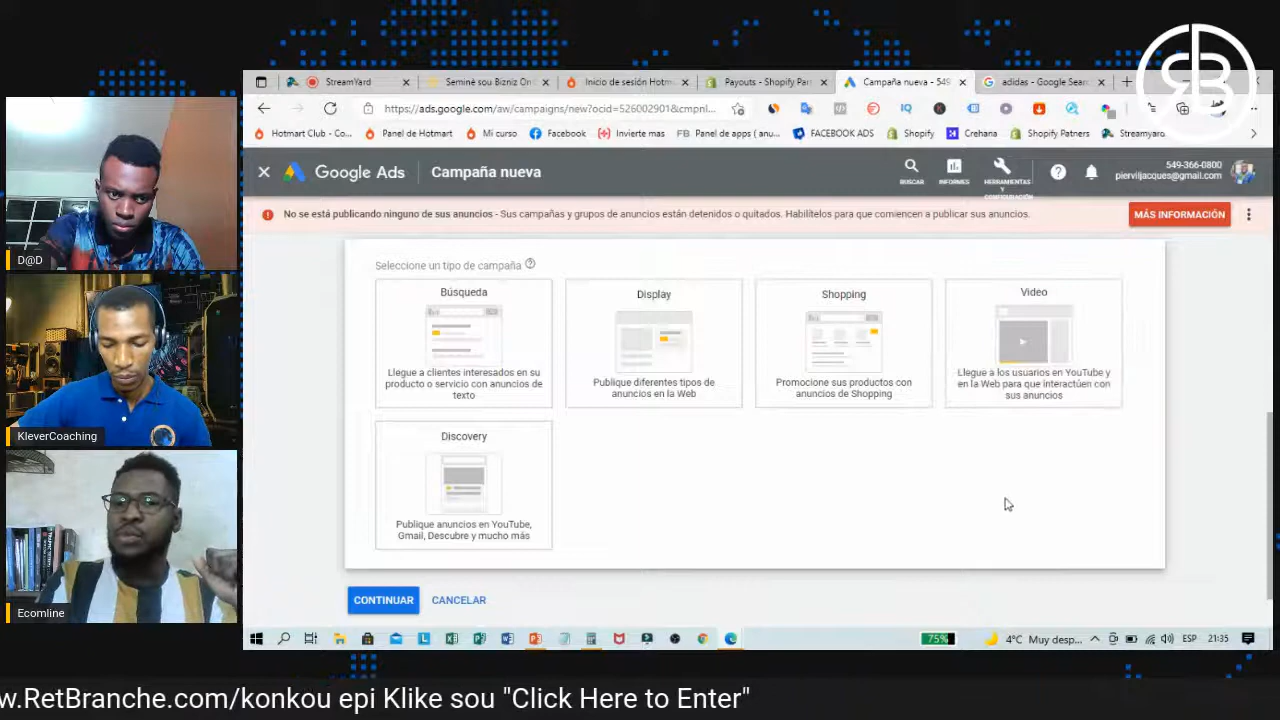 StreamYard
Seminè sou Bizniz On
Inicio de sesión Hotm
Payouts - Shopify Par
Campaña nueva - 549
adidas - Google Sear
https://ads.google.com/aw/campaigns/new?ocid=526002901&cmpnl...
Hotmart Club - Co...
Panel de Hotmart
Mi curso
Facebook
Invierte mas
FB Panel de apps ( anu...
FACEBOOK ADS
Shopify
Crehana
Shopify Patners
Streamyard
Google Ads
Campaña nueva
BUSCAR
INFORMES
HERRAMIENTAS
Y
CONFIGURACIÓN
549-366-0800
pierviljacques@gmail.com
No se está publicando ninguno de sus anuncios - Sus campañas y grupos de anuncios están detenidos o quitados. Habilítelos para que comiencen a publicar sus anuncios.
MÁS INFORMACIÓN
Seleccione un tipo de campaña
Búsqueda
Llegue a clientes interesados en su
producto o servicio con anuncios de
texto
Display
Publique diferentes tipos de
anuncios en la Web
Shopping
Promocione sus productos con
anuncios de Shopping
Video
Llegue a los usuarios en YouTube y
en la Web para que interactúen con
sus anuncios
Discovery
Publique anuncios en YouTube,
Gmail, Descubre y mucho más
CONTINUAR
CANCELAR
D@D
KleverCoaching
Ecomline
75%
4°C Muy desp...
ESP
21:35
w.RetBranche.com/konkou epi Klike sou "Click Here to Enter"